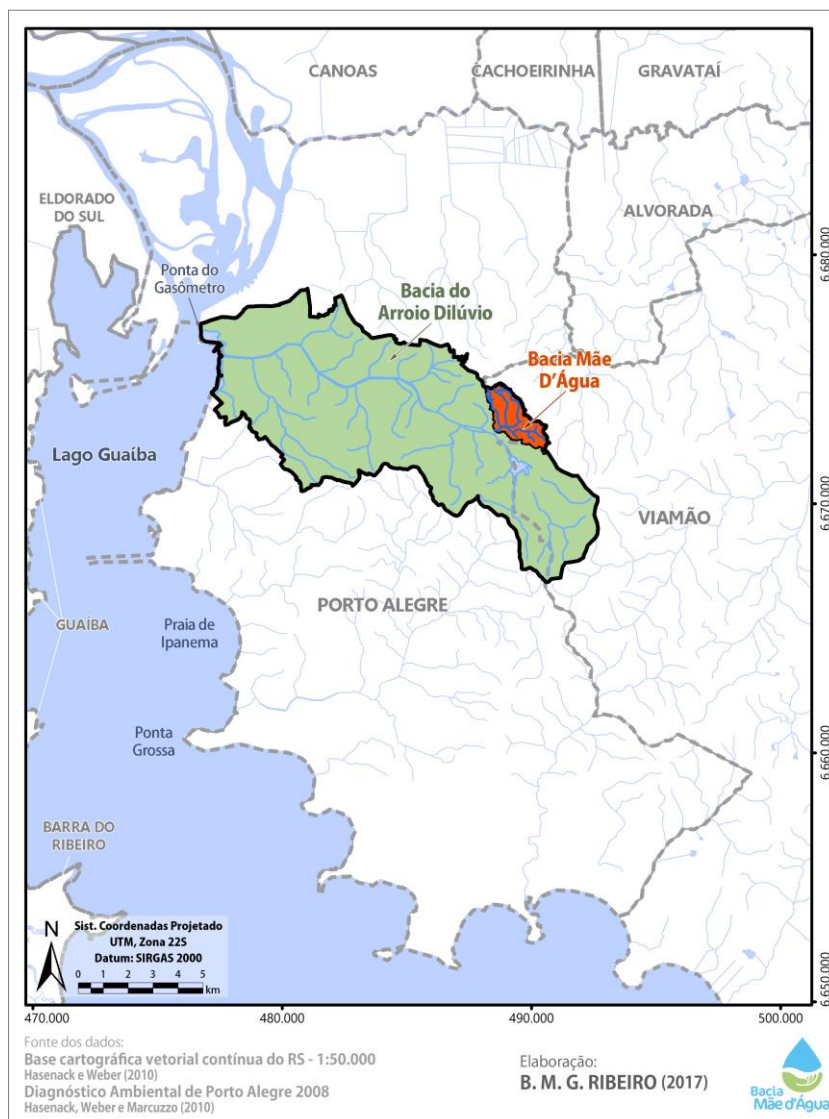 CANOAS
CACHOEIRINHA
GRAVATAÍ
ELDORADO
DO SUL
ALVORADA
Ponta do
Gasômetro
6.680.000
Bacia do
Arroio Dilúvio
Bacia Mãe
D'Água
Lago Guaíba
6.670.000
VIAMÃO
PORTO ALEGRE
GUAÍBA
Praia de
Ipanema
Ponta
Grossa
6.660.000
BARRA DO
RIBEIRO
N
Sist. Coordenadas Projetado
UTM, Zona 22S
Datum: SIRGAS 2000
0 1 2 3 4 5
km
6.650.000
470.000 480.000 490.000 500.000
Fonte dos dados:
Base cartográfica vetorial contínua do RS - 1:50.000
Hasenack e Weber (2010)
Diagnóstico Ambiental de Porto Alegre 2008
Hasenack, Weber e Marcuzzo (2010)
Elaboração:
B. M. G. RIBEIRO (2017)
Bacia
Mãe d'Água